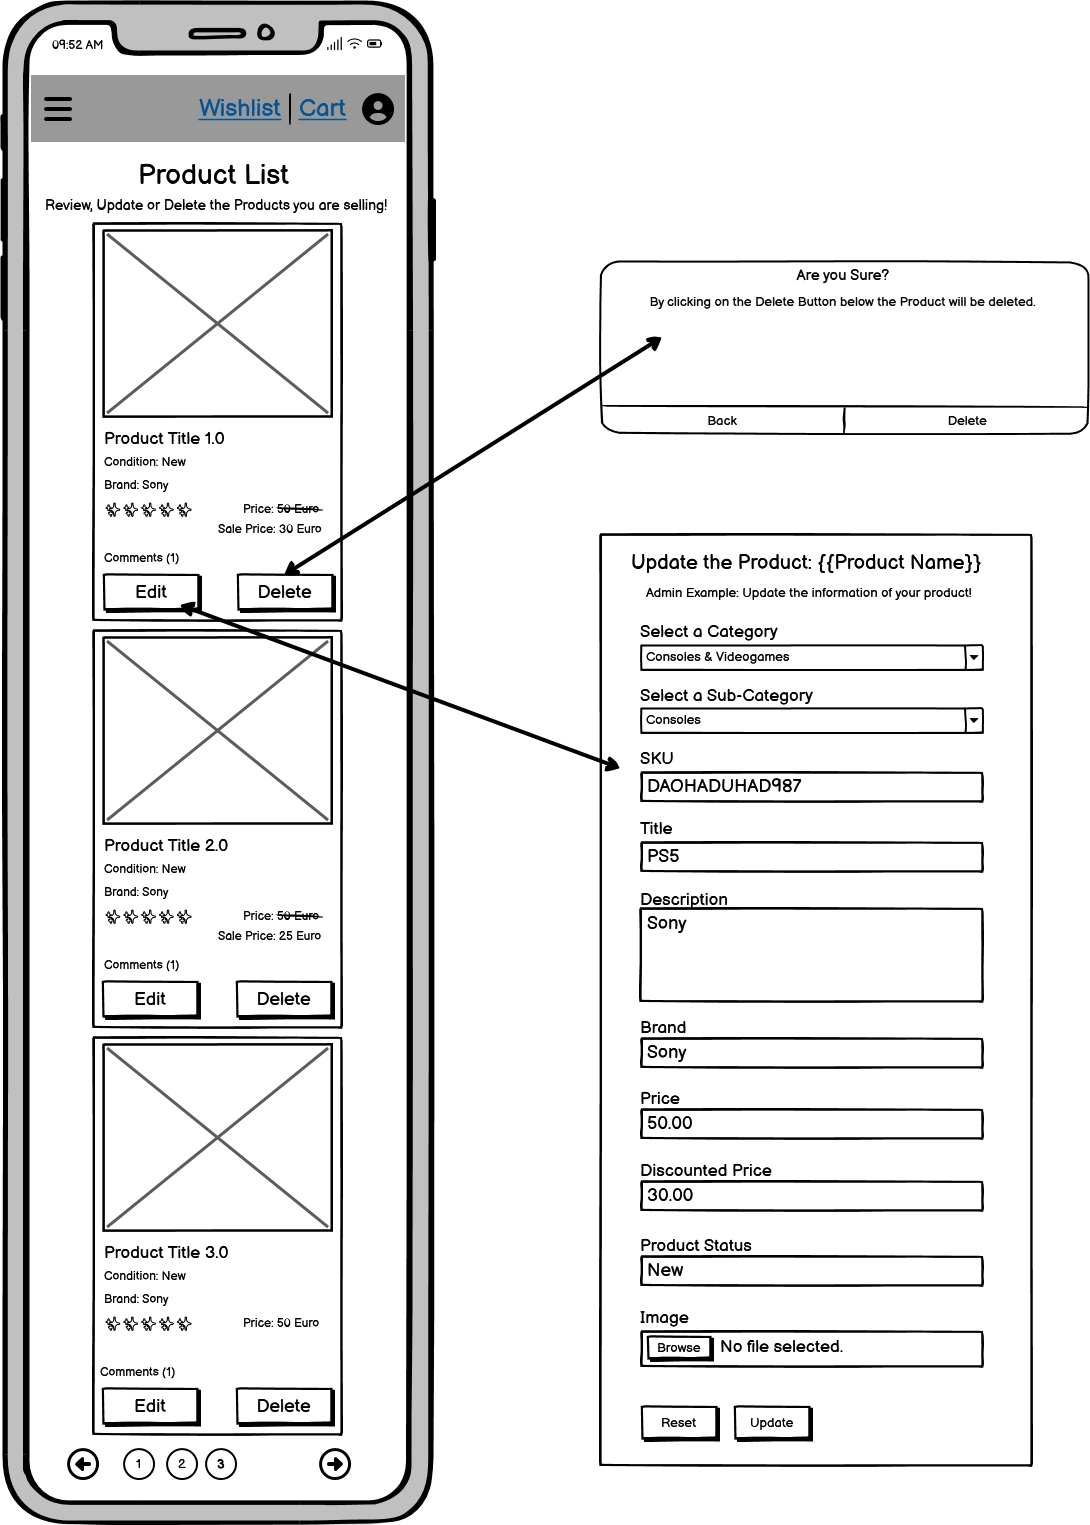 09:52 AM
Wishlist | Cart
Product List
Review, Update or Delete the Products you are selling!
Product Title 1.0
Condition: New
Brand: Sony
Price: 50 Euro
Sale Price: 30 Euro
Comments (1)
Edit Delete
Product Title 2.0
Condition: New
Brand: Sony
Price: 50 Euro
Sale Price: 25 Euro
Comments (1)
Edit Delete
Product Title 3.0
Condition: New
Brand: Sony
Price: 50 Euro
Comments (1)
Edit Delete
1 2 3
Are you Sure?
By clicking on the Delete Button below the Product will be deleted.
Back Delete
Update the Product: {{Product Name}}
Admin Example: Update the information of your product!
Select a Category
Consoles & Videogames
Select a Sub-Category
Consoles
SKU
DAOHADUHAD987
Title
PS5
Description
Sony
Brand
Sony
Price
50.00
Discounted Price
30.00
Product Status
New
Image
Browse No file selected.
Reset Update